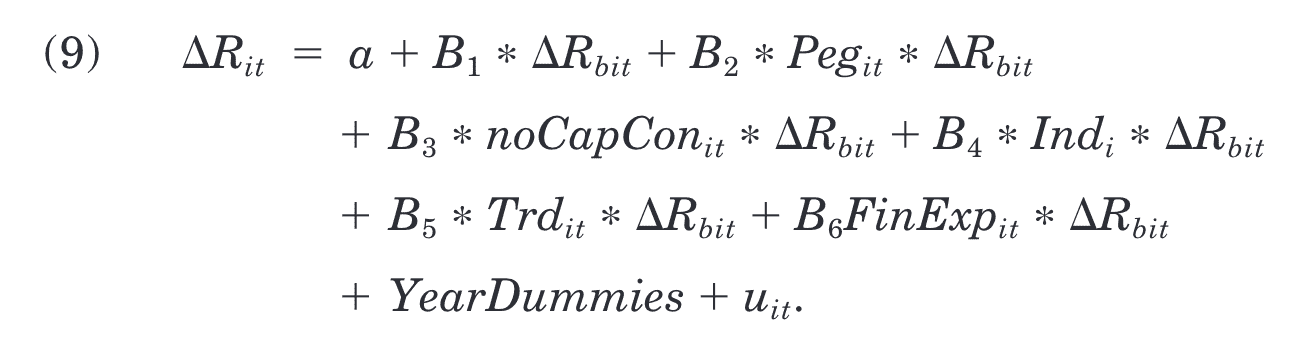 (9) ΔR_it = a + B_1 * ΔR_bit + B_2 * Peg_it * ΔR_bit
+ B_3 * noCapCon_it * ΔR_bit + B_4 * Ind_i * ΔR_bit
+ B_5 * Trd_it * ΔR_bit + B_6FinExp_it * ΔR_bit
+ YearDummies + u_it.